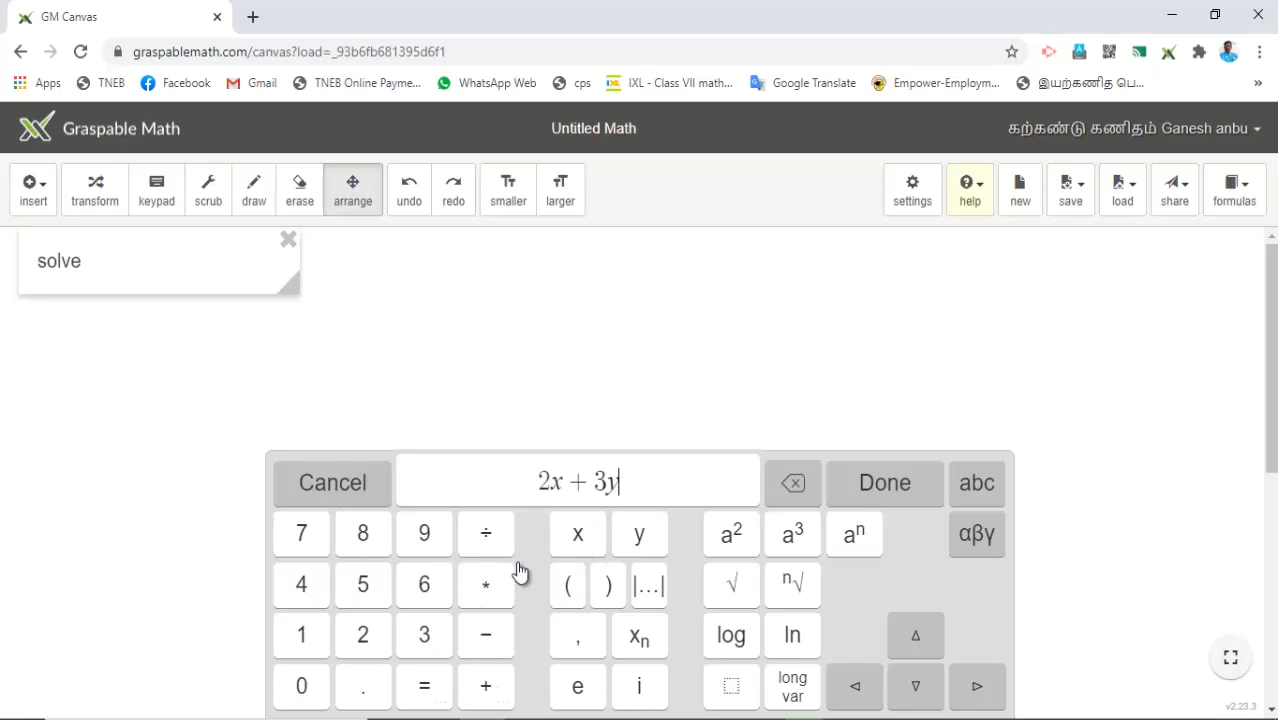 GM Canvas
graspablemath.com/canvas?load=_93b6fb681395d6f1
Apps TNEB Facebook Gmail TNEB Online Payme... WhatsApp Web cps IXL - Class VII math... Google Translate Empower-Employm... இயற்கணித பெ... »
Graspable Math Untitled Math கற்கண்டு கணிதம் Ganesh anbu
insert transform keypad scrub draw erase arrange undo redo smaller larger settings help new save load share formulas
solve
Cancel 2x + 3y Done abc
7 8 9 ÷ x y a² a³ aⁿ αβγ
4 5 6 * ( ) |...| √ ⁿ√
1 2 3 − , xₙ log ln
0 . = + e i long var
v2.23.3